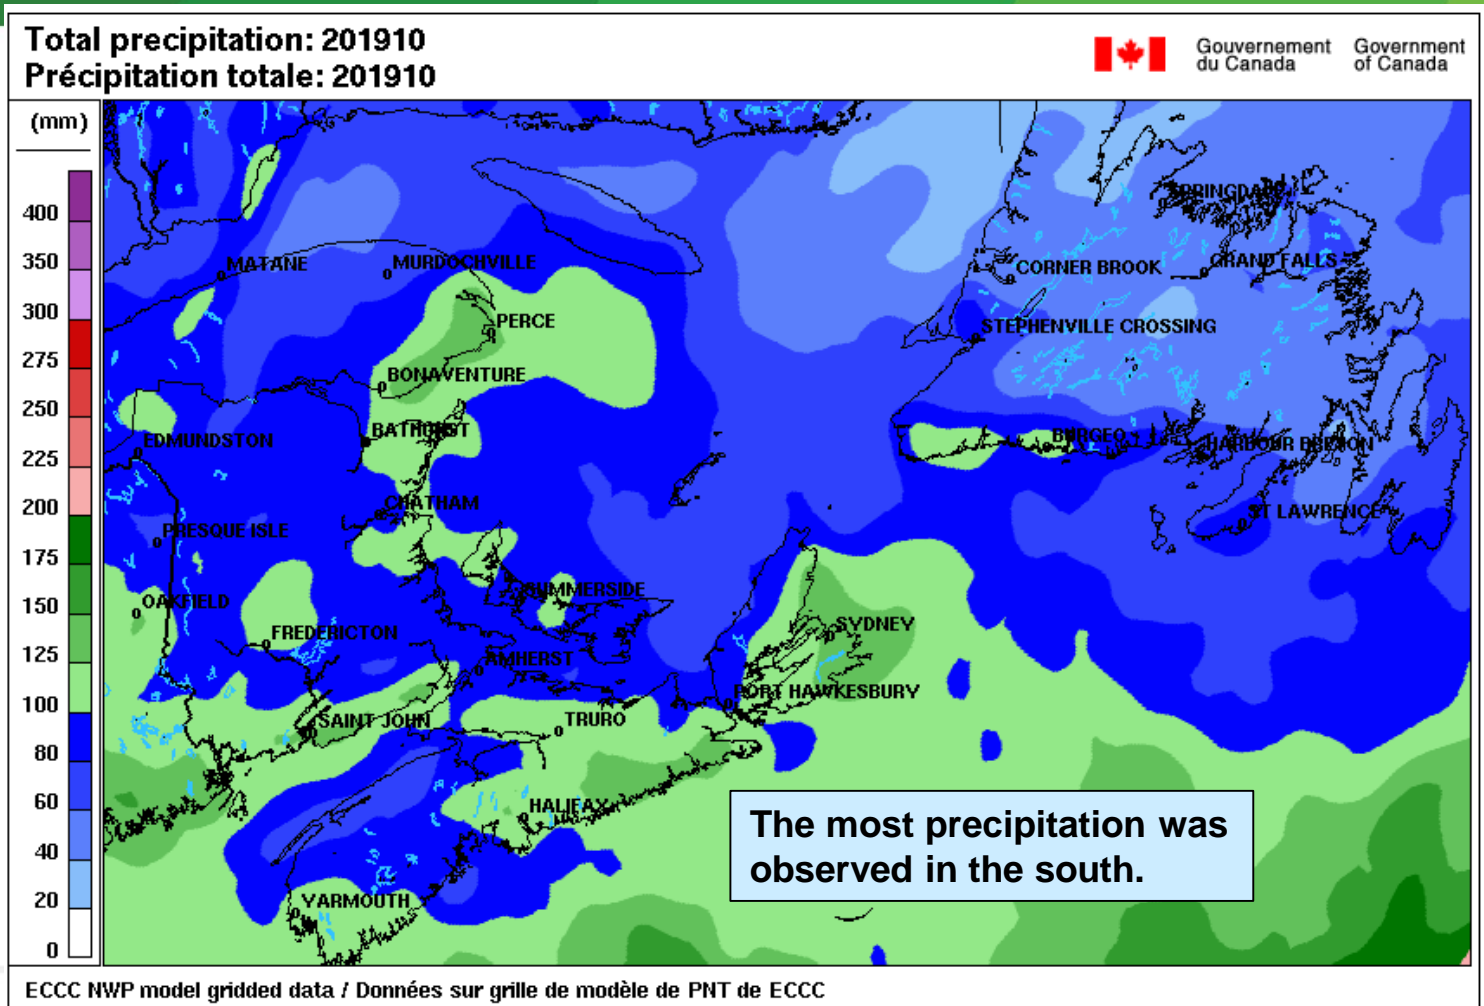 Total precipitation: 201910
Précipitation totale: 201910
Gouvernement du Canada
Government of Canada
(mm)
400
350
300
275
250
225
200
175
150
125
100
80
60
40
20
0
SPRINGDALE
MATANE
MURDOCHVILLE
CORNER BROOK
GRAND FALLS
PERCE
STEPHENVILLE CROSSING
BONAVENTURE
BATHURST
EDMUNDSTON
BURGEO
HARBOUR BRETON
CHATHAM
ST LAWRENCE
PRESQUE ISLE
SUMMERSIDE
OAKFIELD
FREDERICTON
SYDNEY
AMHERST
PORT HAWKESBURY
SAINT JOHN
TRURO
HALIFAX
YARMOUTH
The most precipitation was
observed in the south.
ECCC NWP model gridded data / Données sur grille de modèle de PNT de ECCC